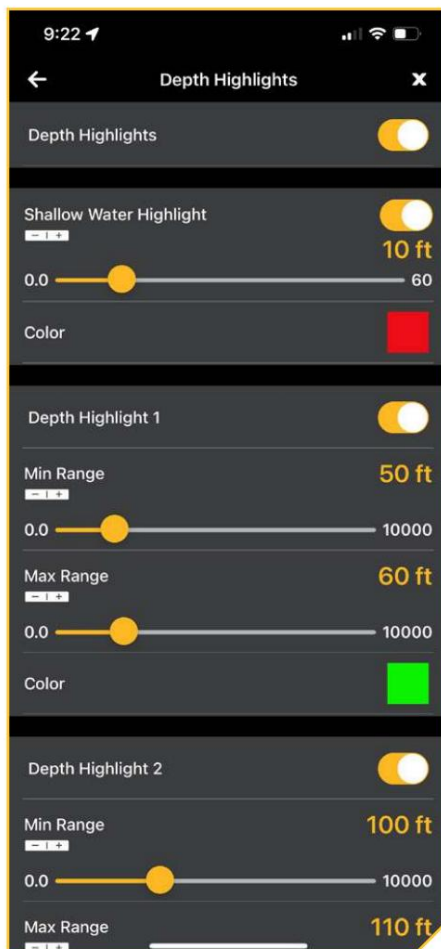 9:22
Depth Highlights
x
Depth Highlights
Shallow Water Highlight
− | +
10 ft
0.0 60
Color
Depth Highlight 1
Min Range 50 ft
− | +
0.0 10000
Max Range 60 ft
− | +
0.0 10000
Color
Depth Highlight 2
Min Range 100 ft
− | +
0.0 10000
Max Range 110 ft
− | +